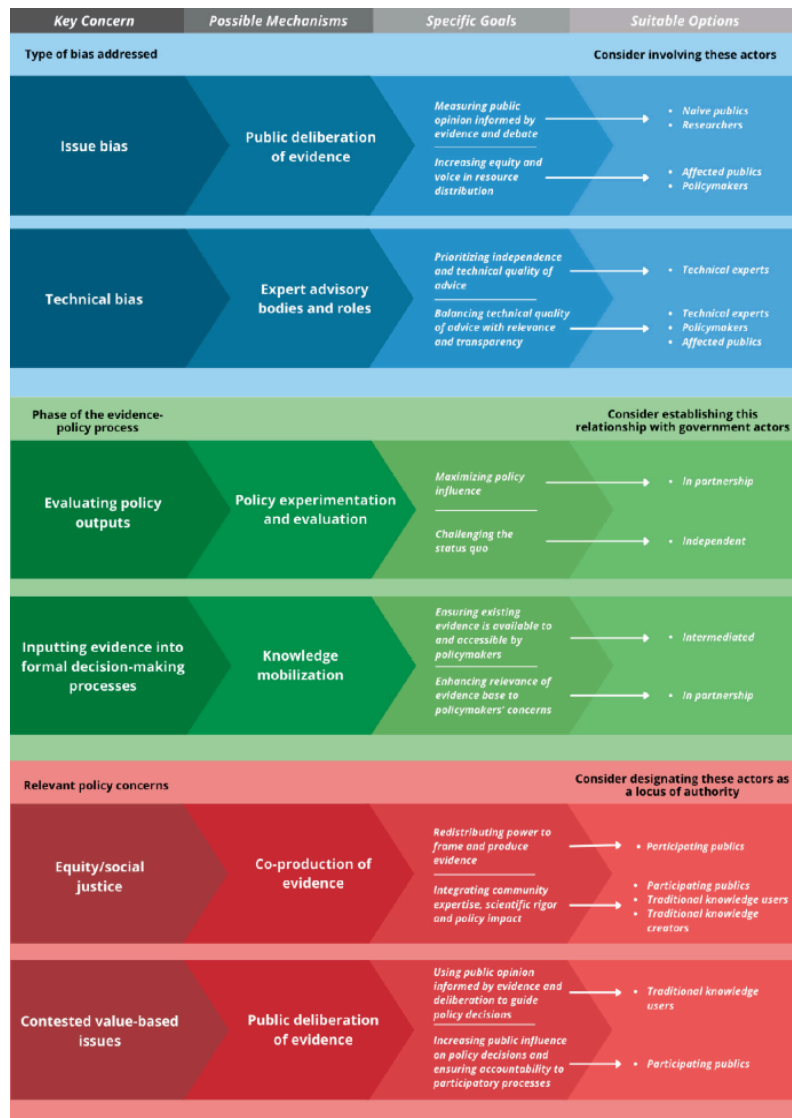 Key Concern
Possible Mechanisms
Specific Goals
Suitable Options
Type of bias addressed
Consider involving these actors
Issue bias
Public deliberation
of evidence
Measuring public
opinion informed by
evidence and debate
• Naive publics
• Researchers
Increasing equity and
voice in resource
distribution
• Affected publics
• Policymakers
Technical bias
Expert advisory
bodies and roles
Prioritizing independence
and technical quality of
advice
• Technical experts
Balancing technical quality
of advice with relevance
and transparency
• Technical experts
• Policymakers
• Affected publics
Phase of the evidence-
policy process
Consider establishing this
relationship with government actors
Evaluating policy
outputs
Policy experimentation
and evaluation
Maximizing policy
influence
• In partnership
Challenging the
status quo
• Independent
Inputting evidence into
formal decision-making
processes
Knowledge
mobilization
Ensuring existing
evidence is available to
and accessible by
policymakers
• Intermediated
Enhancing relevance of
evidence base to
policymakers' concerns
• In partnership
Relevant policy concerns
Consider designating these actors as
a locus of authority
Equity/social
justice
Co-production of
evidence
Redistributing power to
frame and produce
evidence
• Participating publics
Integrating community
expertise, scientific rigor
and policy impact
• Participating publics
• Traditional knowledge users
• Traditional knowledge
creators
Contested value-based
issues
Public deliberation
of evidence
Using public opinion
informed by evidence and
deliberation to guide
policy decisions
• Traditional knowledge
users
Increasing public influence
on policy decisions and
ensuring accountability to
participatory processes
• Participating publics